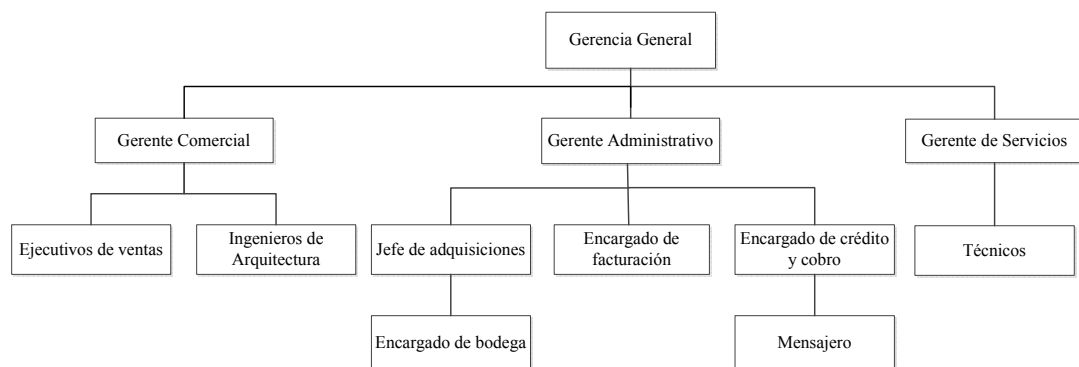 Gerencia General
Gerente Comercial
Gerente Administrativo
Gerente de Servicios
Ejecutivos de ventas
Ingenieros de
Arquitectura
Jefe de adquisiciones
Encargado de
facturación
Encargado de crédito
y cobro
Técnicos
Encargado de bodega
Mensajero